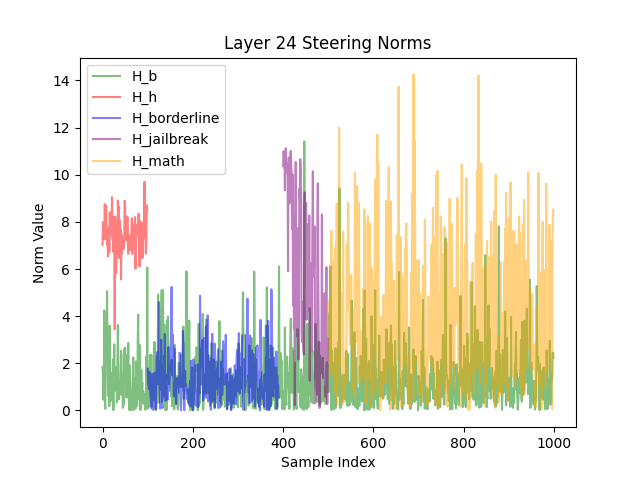 Layer 24 Steering Norms
H_b
H_h
H_borderline
H_jailbreak
H_math
Norm Value
14
12
10
8
6
4
2
0
0
200
400
600
800
1000
Sample Index